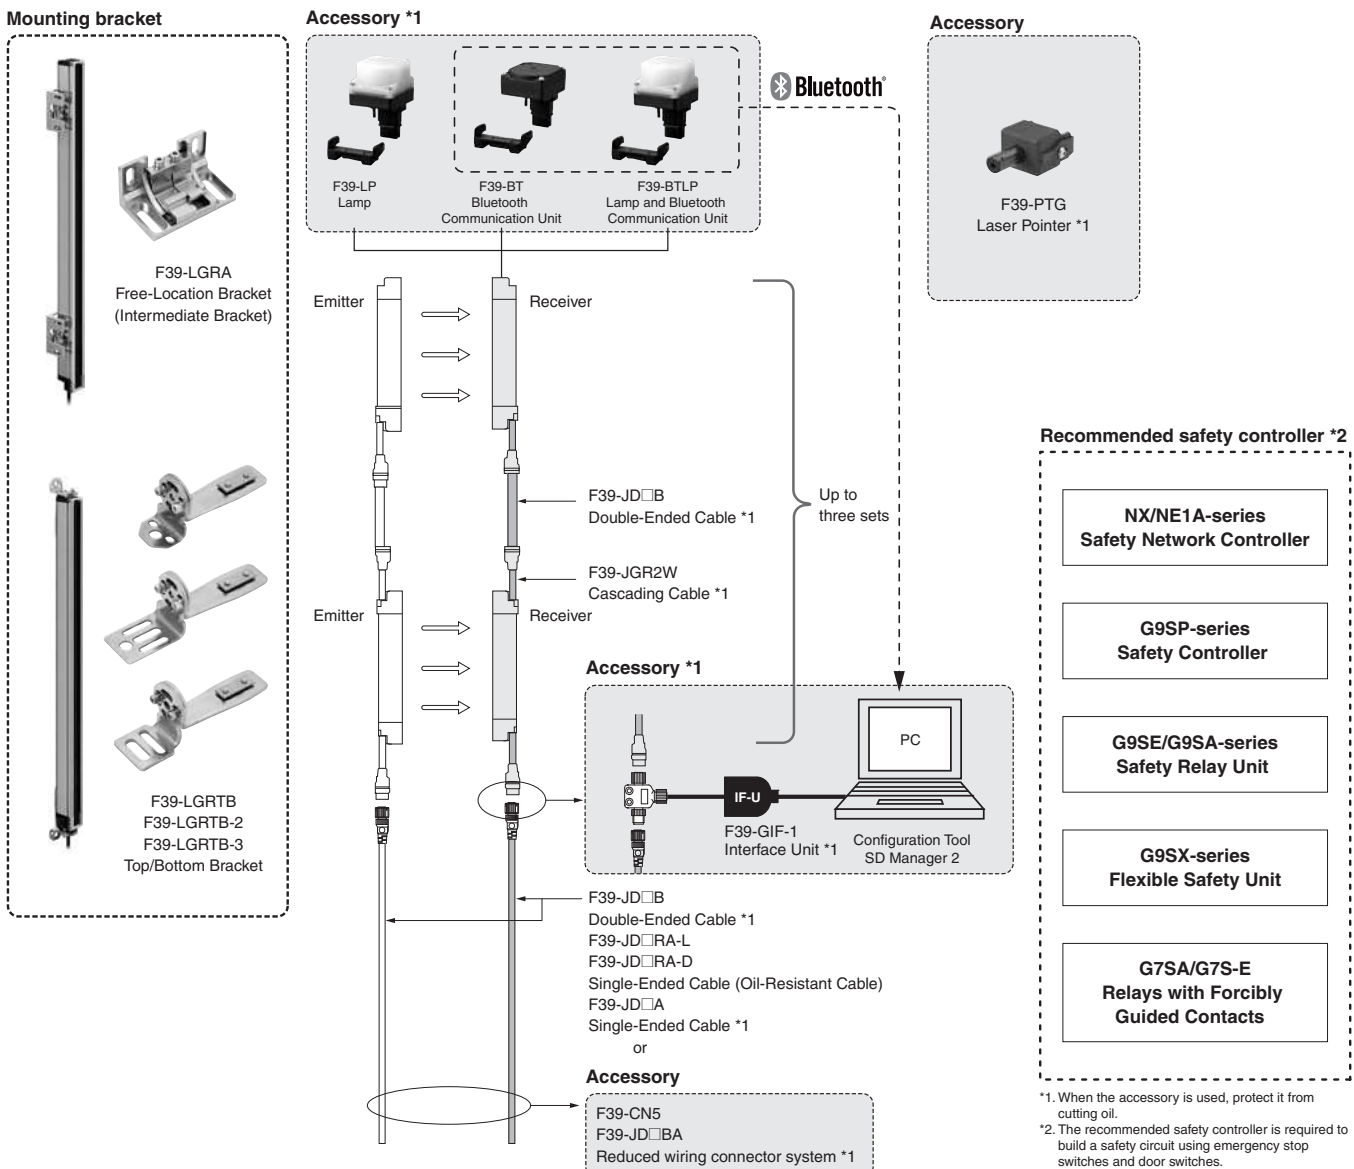 Mounting bracket
F39-LGRA
Free-Location Bracket
(Intermediate Bracket)
F39-LGRTB
F39-LGRTB-2
F39-LGRTB-3
Top/Bottom Bracket
Accessory *1
F39-LP
Lamp
F39-BT
Bluetooth
Communication Unit
F39-BTLP
Lamp and Bluetooth
Communication Unit
Bluetooth®
Accessory
F39-PTG
Laser Pointer *1
Emitter
Receiver
F39-JD□B
Double-Ended Cable *1
Up to
three sets
F39-JGR2W
Cascading Cable *1
Emitter
Receiver
Accessory *1
PC
IF-U
F39-GIF-1
Interface Unit *1
Configuration Tool
SD Manager 2
F39-JD□B
Double-Ended Cable *1
F39-JD□RA-L
F39-JD□RA-D
Single-Ended Cable (Oil-Resistant Cable)
F39-JD□A
Single-Ended Cable *1
or
Accessory
F39-CN5
F39-JD□BA
Reduced wiring connector system *1
Recommended safety controller *2
NX/NE1A-series
Safety Network Controller
G9SP-series
Safety Controller
G9SE/G9SA-series
Safety Relay Unit
G9SX-series
Flexible Safety Unit
G7SA/G7S-E
Relays with Forcibly
Guided Contacts
*1. When the accessory is used, protect it from
cutting oil.
*2. The recommended safety controller is required to
build a safety circuit using emergency stop
switches and door switches.